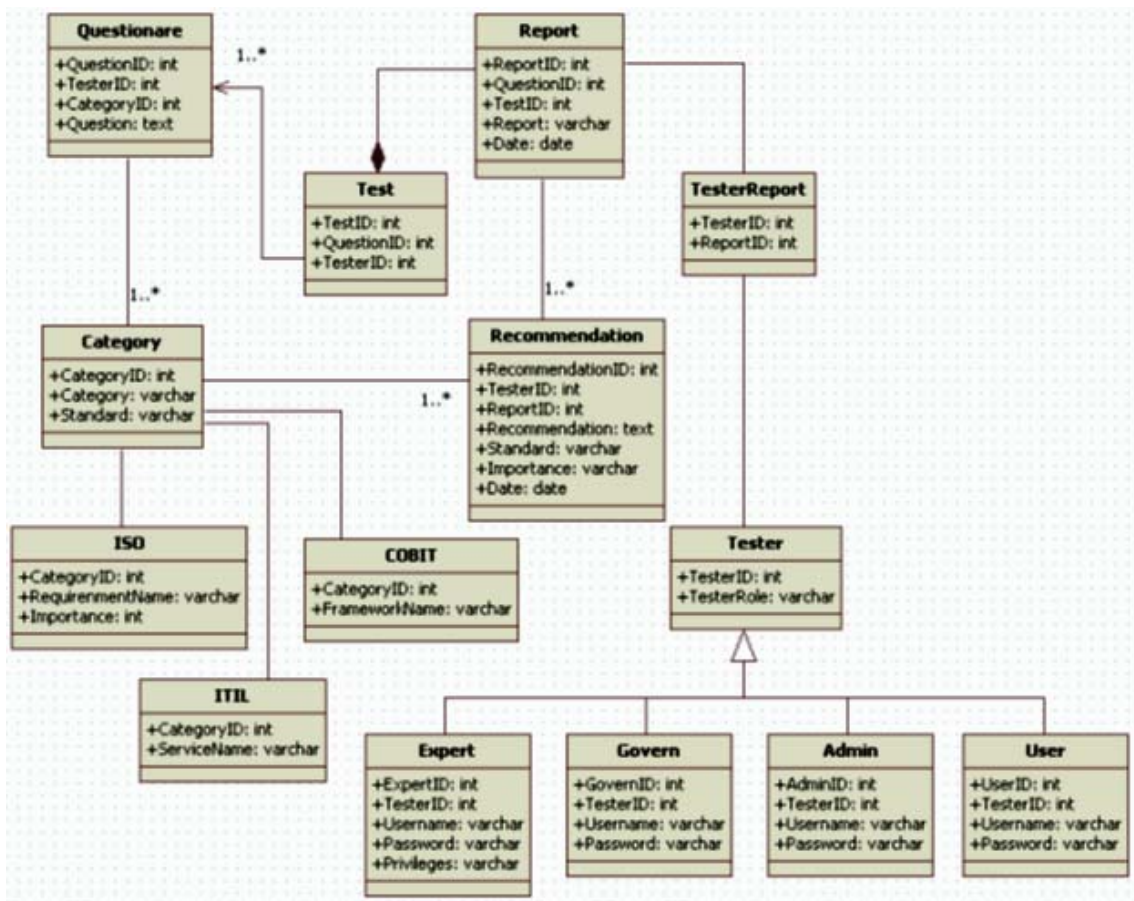 Questionare
+QuestionID: int
+TesterID: int
+CategoryID: int
+Question: text
1..*
Report
+ReportID: int
+QuestionID: int
+TestID: int
+Report: varchar
+Date: date
Test
+TestID: int
+QuestionID: int
+TesterID: int
TesterReport
+TesterID: int
+ReportID: int
1..*
1..*
Category
+CategoryID: int
+Category: varchar
+Standard: varchar
1..*
Recommendation
+RecommendationID: int
+TesterID: int
+ReportID: int
+Recommendation: text
+Standard: varchar
+Importance: varchar
+Date: date
ISO
+CategoryID: int
+RequirenmentName: varchar
+Importance: int
COBIT
+CategoryID: int
+FrameworkName: varchar
Tester
+TesterID: int
+TesterRole: varchar
ITIL
+CategoryID: int
+ServiceName: varchar
Expert
+ExpertID: int
+TesterID: int
+Username: varchar
+Password: varchar
+Privileges: varchar
Govern
+GovernID: int
+TesterID: int
+Username: varchar
+Password: varchar
Admin
+AdminID: int
+TesterID: int
+Username: varchar
+Password: varchar
User
+UserID: int
+TesterID: int
+Username: varchar
+Password: varchar